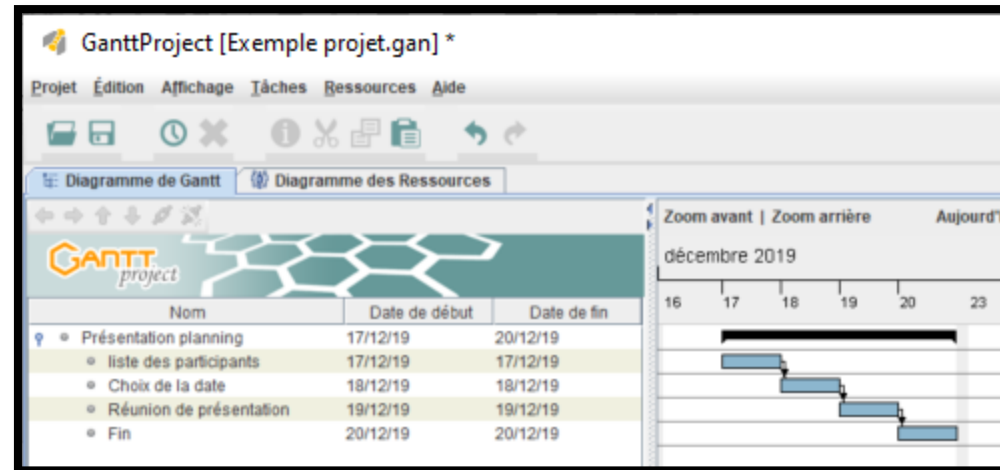 GanttProject [Exemple projet.gan] *
Projet Édition Affichage Tâches Ressources Aide
Diagramme de Gantt Diagramme des Ressources
Zoom avant | Zoom arrière Aujourd'
GANTT project
décembre 2019
16 17 18 19 20 23
Nom Date de début Date de fin
Présentation planning 17/12/19 20/12/19
liste des participants 17/12/19 17/12/19
Choix de la date 18/12/19 18/12/19
Réunion de présentation 19/12/19 19/12/19
Fin 20/12/19 20/12/19